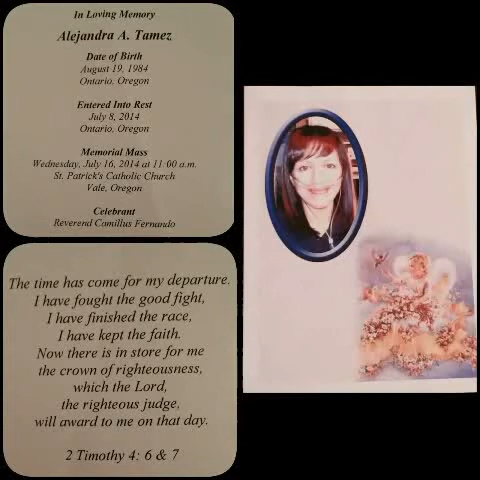 In Loving Memory
Alejandra A. Tamez
Date of Birth
August 19, 1984
Ontario, Oregon
Entered Into Rest
July 8, 2014
Ontario, Oregon
Memorial Mass
Wednesday, July 16, 2014 at 11:00 a.m.
St. Patrick's Catholic Church
Vale, Oregon
Celebrant
Reverend Camillus Fernando
The time has come for my departure.
I have fought the good fight,
I have finished the race,
I have kept the faith.
Now there is in store for me
the crown of righteousness,
which the Lord,
the righteous judge,
will award to me on that day.
2 Timothy 4: 6 & 7